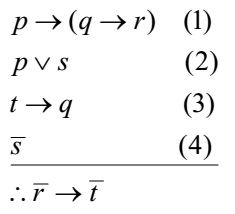 p → (q → r) (1)
p ∨ s (2)
t → q (3)
s̅ (4)
∴ r̅ → t̅